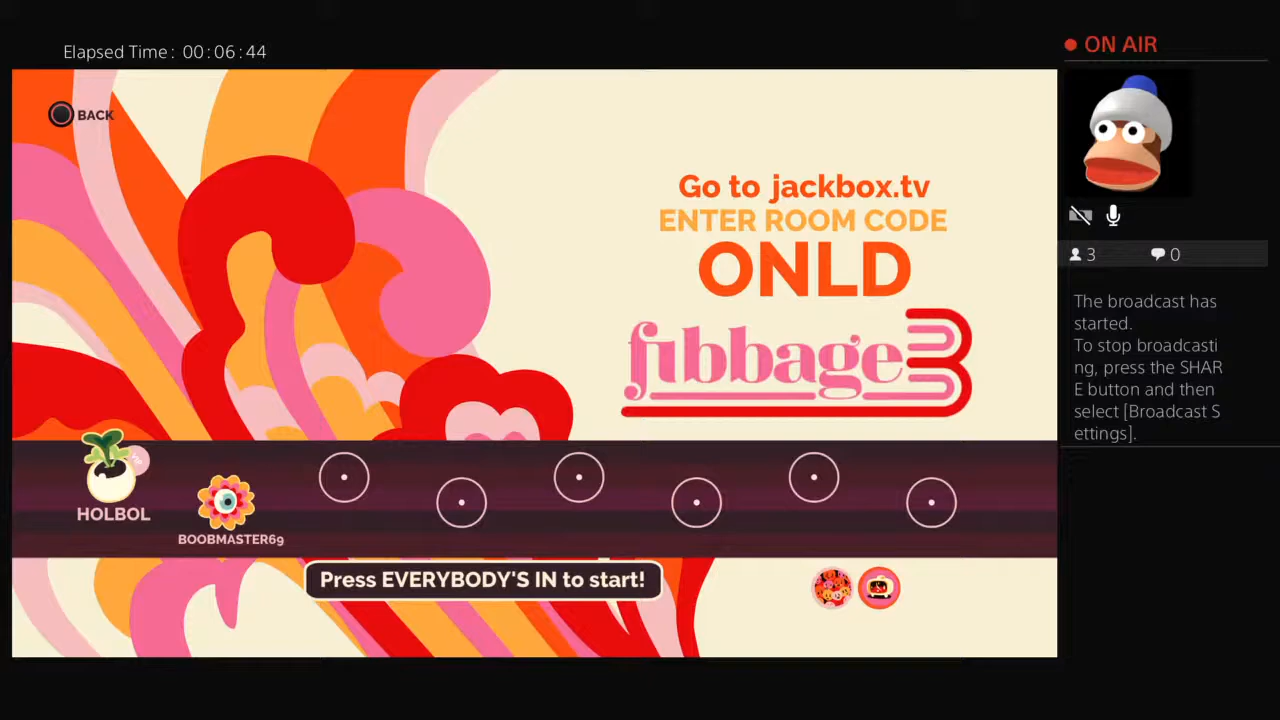 Elapsed Time: 00:06:44
ON AIR
BACK
Go to jackbox.tv
ENTER ROOM CODE
ONLD
fibbage 3
3
0
The broadcast has
started.
To stop broadcasti
ng, press the SHAR
E button and then
select [Broadcast S
ettings].
VIP
HOLBOL
BOOBMASTER69
Press EVERYBODY'S IN to start!